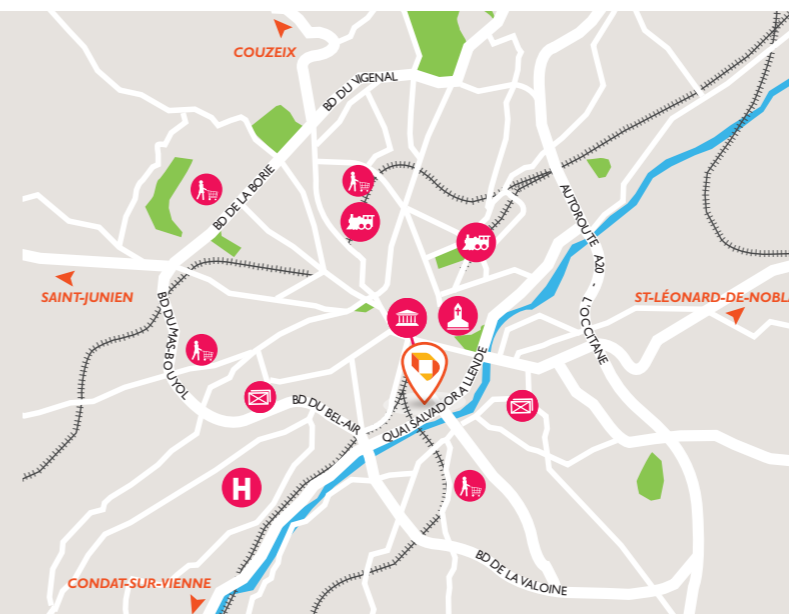 COUZEIX
BD DU VIGENAL
BD DE LA BORIE
AUTOROUTE A20 - L'OCCITANE
SAINT-JUNIEN
ST-LÉONARD-DE-NOBL
BD DU MAS-BOUYOL
QUAI SALVADOR ALLENDE
BD DU BEL-AIR
H
BD DE LA VALOINE
CONDAT-SUR-VIENNE